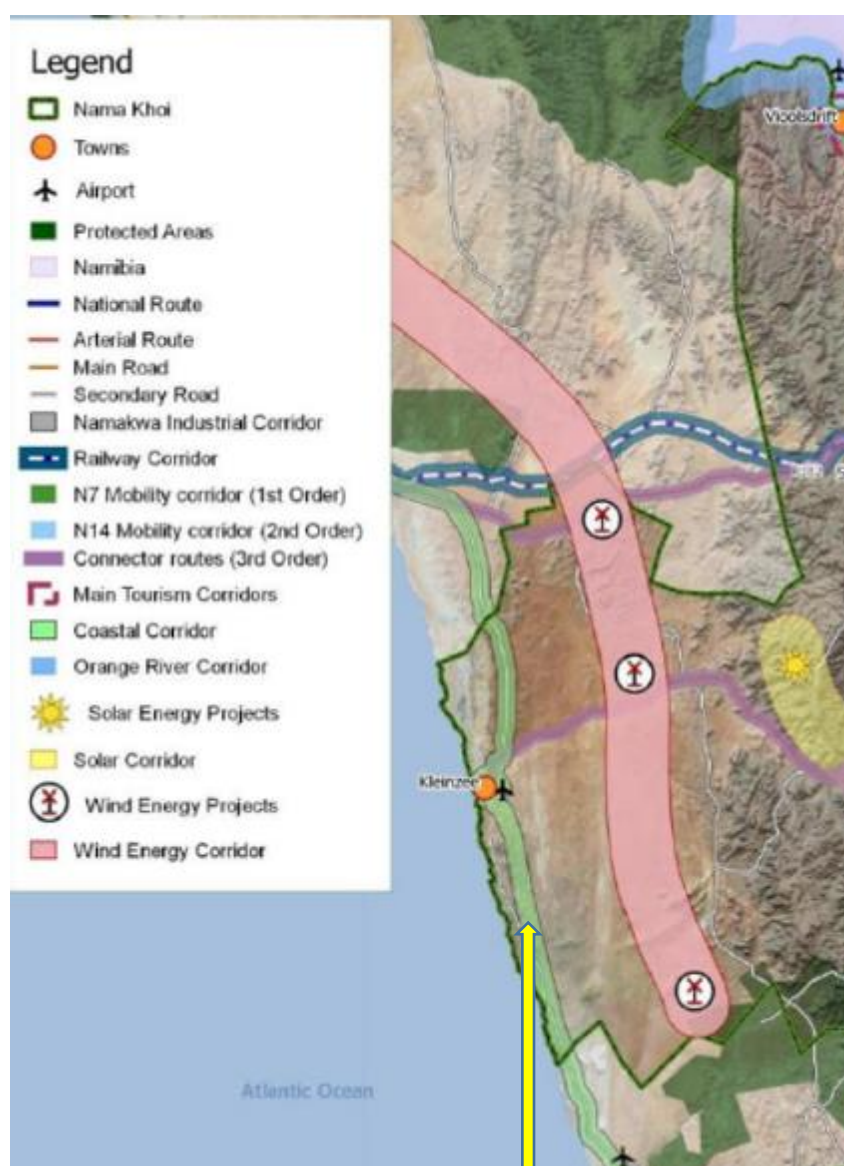 Legend
Nama Khoi
Towns
Airport
Protected Areas
Namibia
National Route
Arterial Route
Main Road
Secondary Road
Namakwa Industrial Corridor
Railway Corridor
N7 Mobility corridor (1st Order)
N14 Mobility corridor (2nd Order)
Connector routes (3rd Order)
Main Tourism Corridors
Coastal Corridor
Orange River Corridor
Solar Energy Projects
Solar Corridor
Wind Energy Projects
Wind Energy Corridor
Vioolsdrift
Kleinzee
Atlantic Ocean